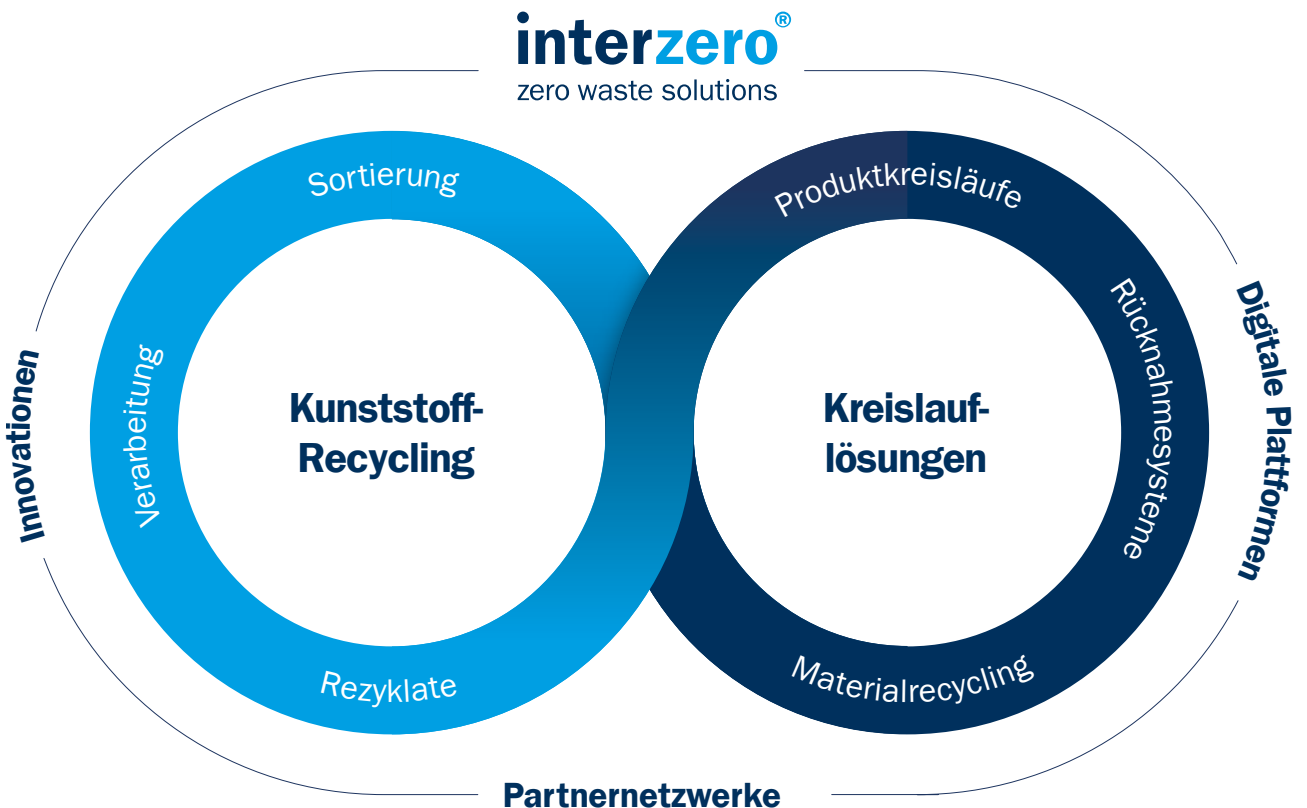 interzero®
zero waste solutions
Sortierung
Verarbeitung
Rezyklate
Kunststoff-
Recycling
Produktkreisläufe
Rücknahmesysteme
Materialrecycling
Kreislauf-
lösungen
Innovationen
Digitale Plattformen
Partnernetzwerke